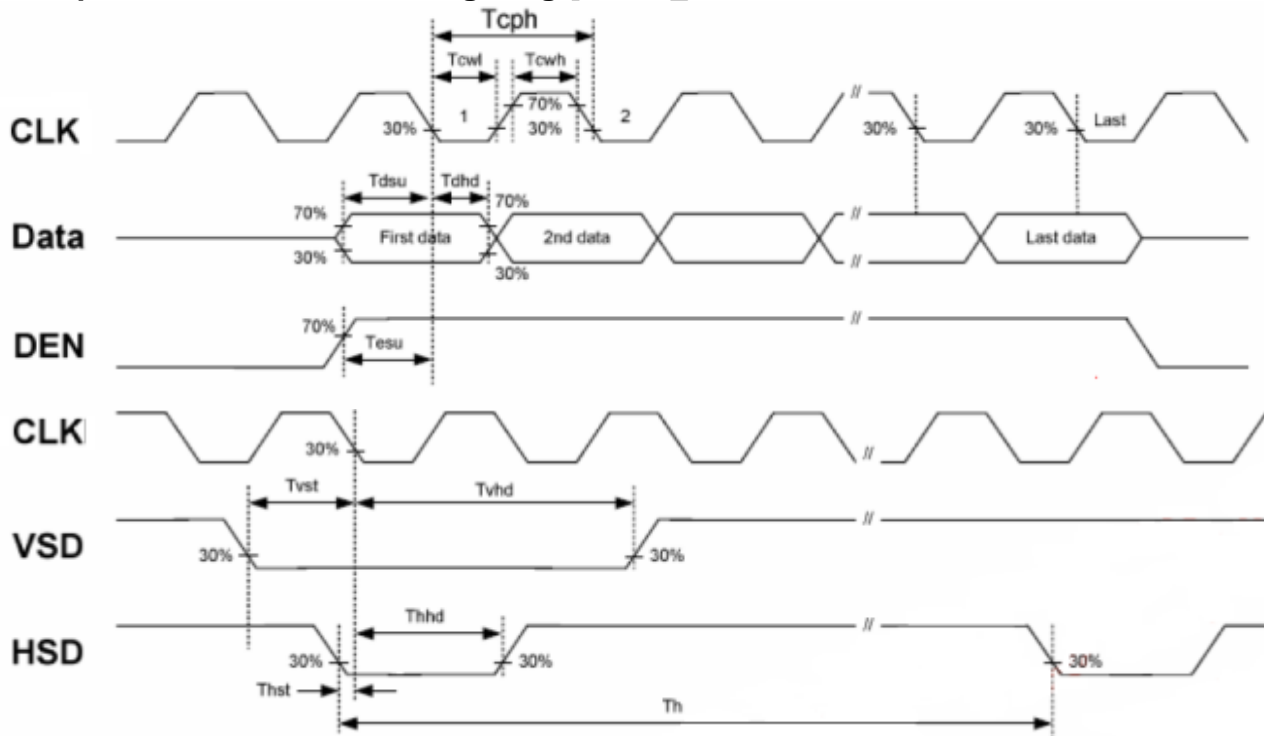 Tcph
Tcwl Tcwh
CLK 30% 1 70% 30% 2 // 30% 30% Last
Tdsu Tdhd
70% 70%
Data First data 2nd data // Last data
30% 30%
DEN 70% //
Tesu
CLK 30% //
Tvst Tvhd
VSD 30% 30% //
Thhd
HSD 30% 30% // 30%
Thst
Th